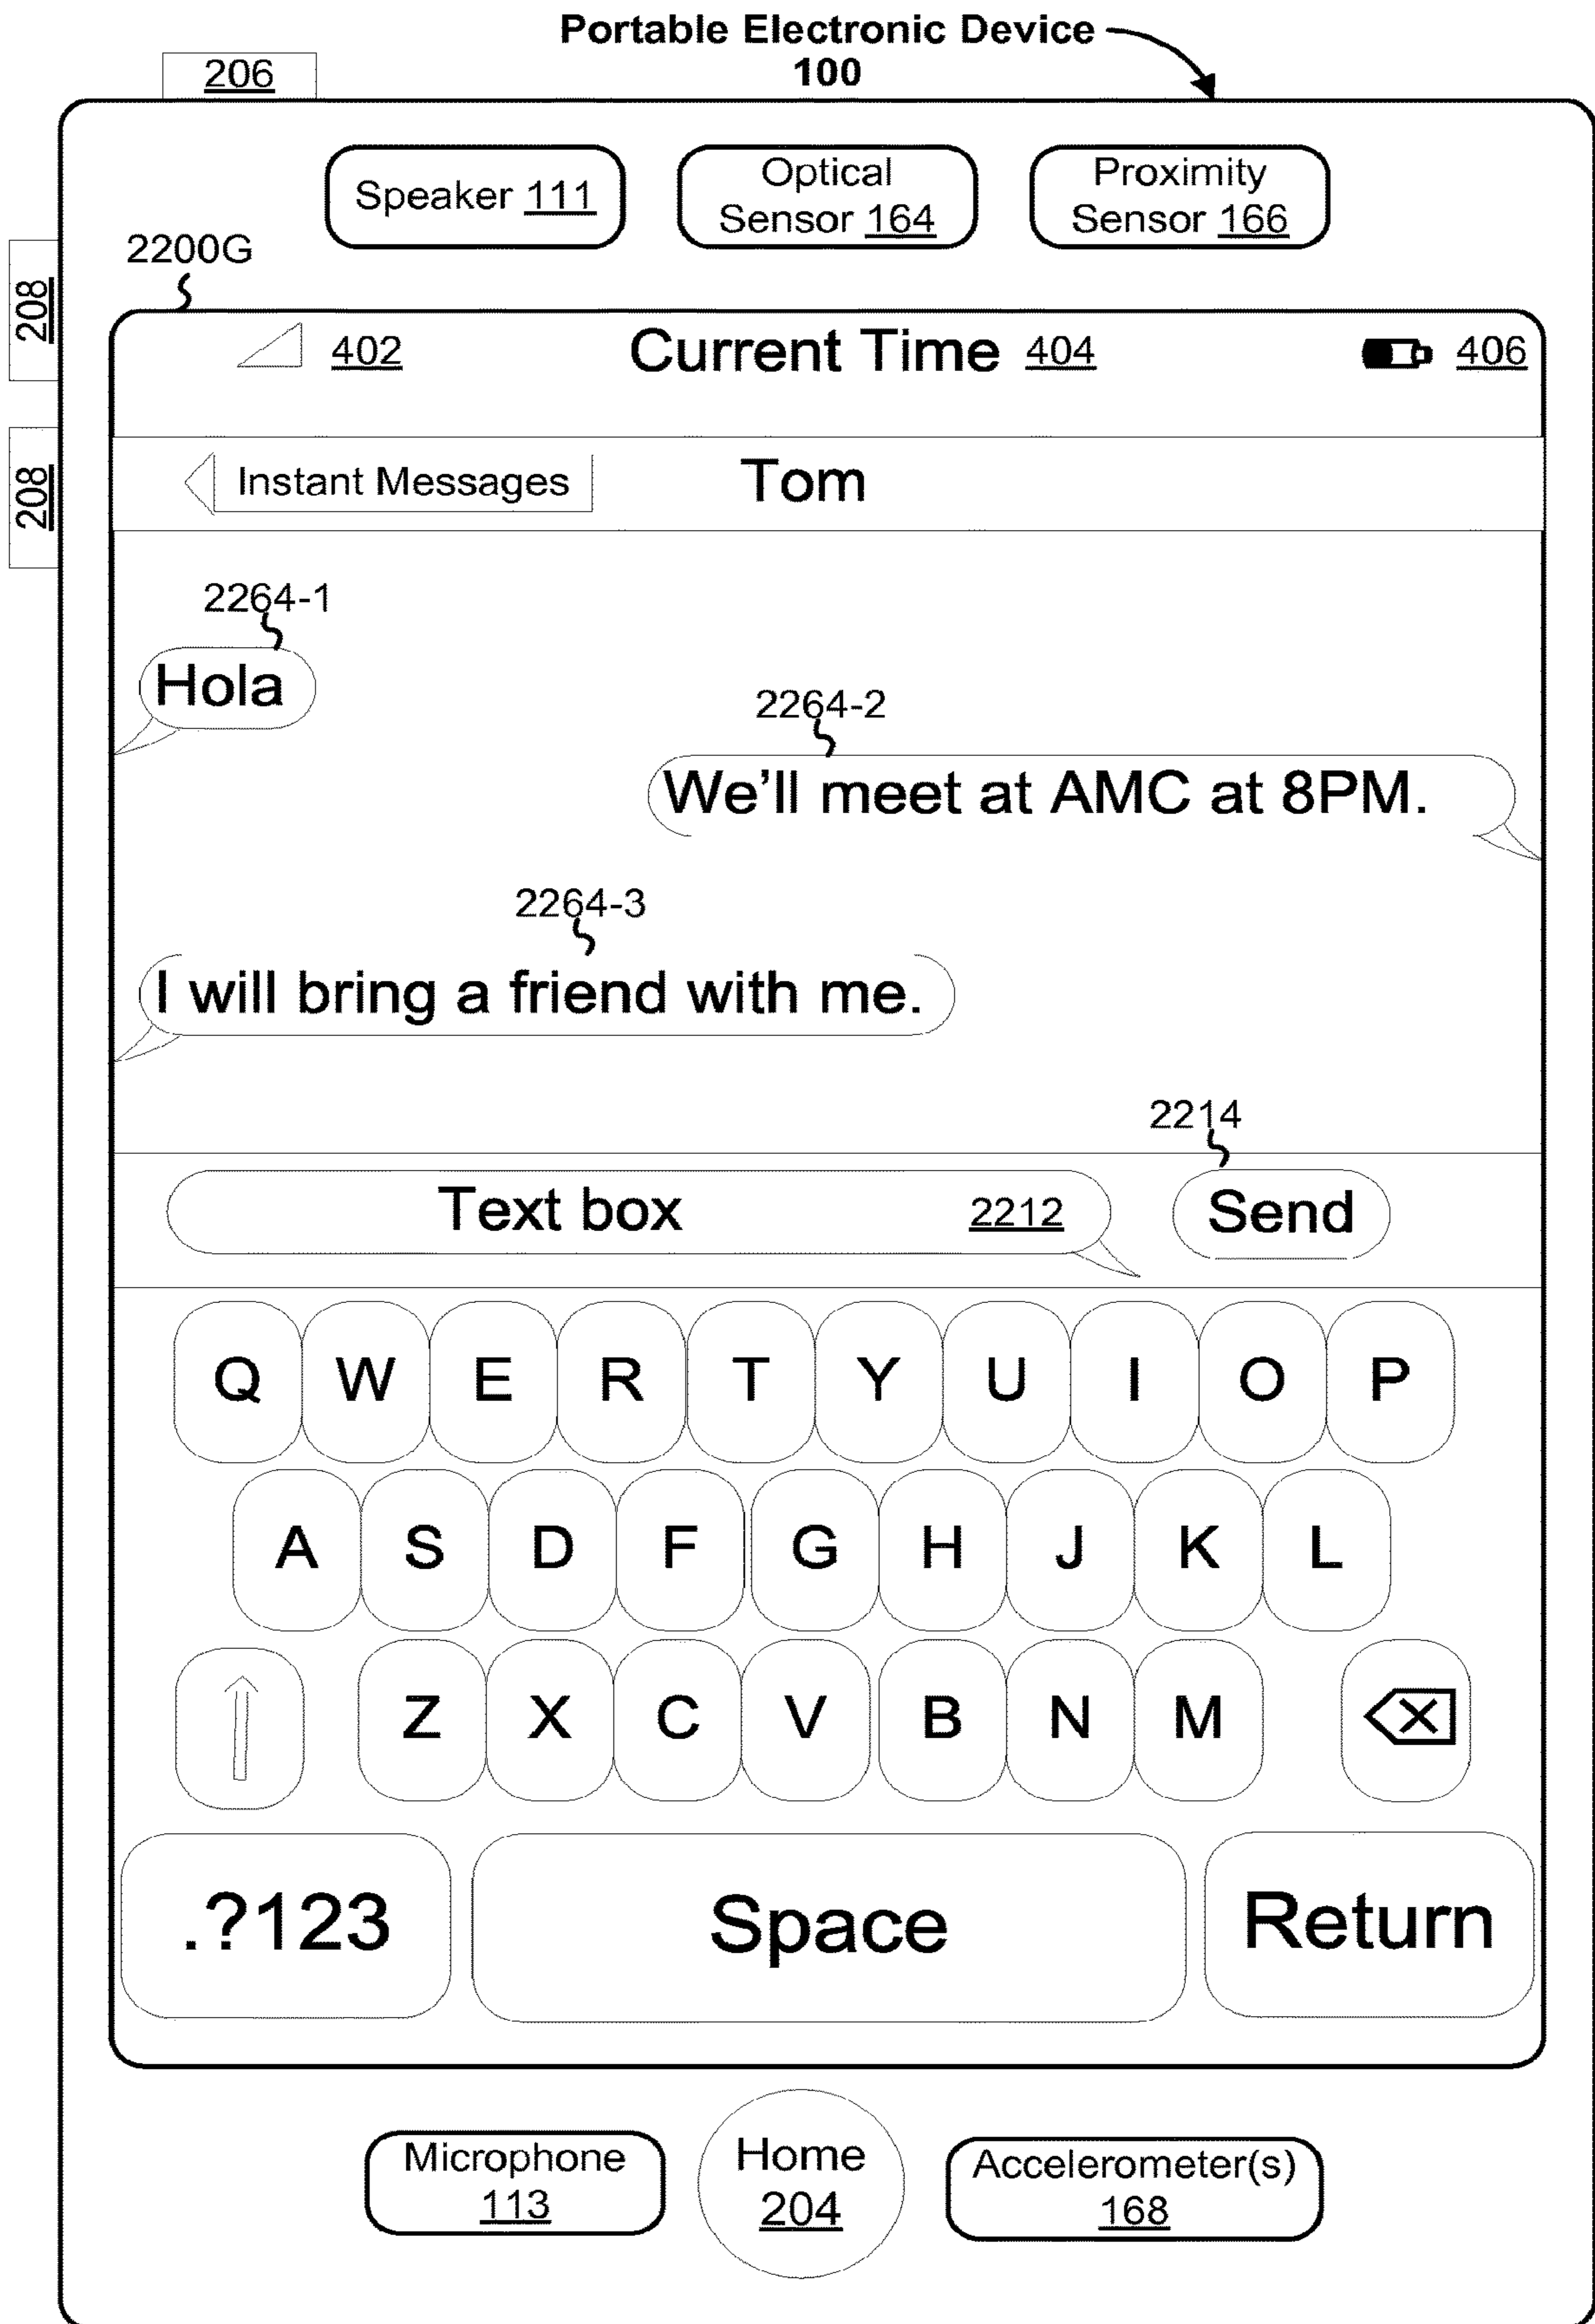 Portable Electronic Device
100
206
Speaker 111
Optical
Sensor 164
Proximity
Sensor 166
2200G
208
402
Current Time 404
406
208
Instant Messages
Tom
2264-1
Hola
2264-2
We'll meet at AMC at 8PM.
2264-3
I will bring a friend with me.
2214
Text box 2212
Send
Q W E R T Y U I O P
A S D F G H J K L
Z X C V B N M
.?123
Space
Return
Microphone
113
Home
204
Accelerometer(s)
168